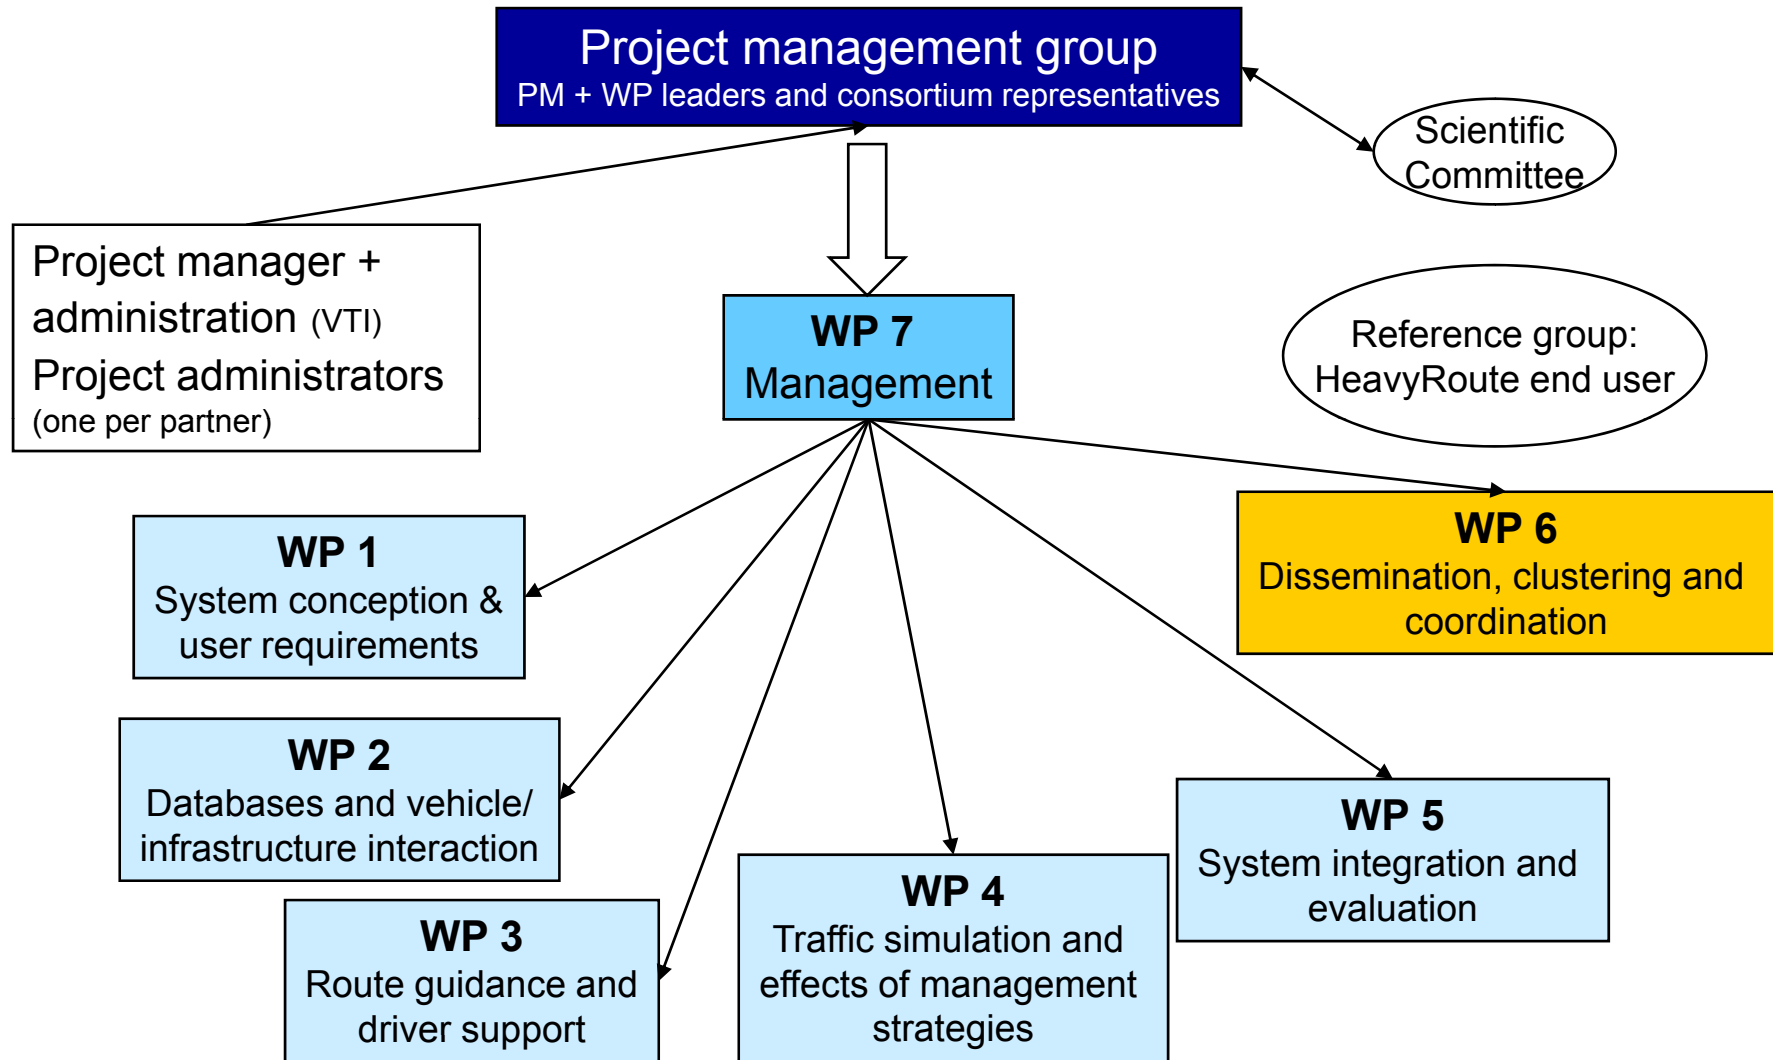 Project management group
PM + WP leaders and consortium representatives
Scientific
Committee
Project manager +
administration (VTI)
Project administrators
(one per partner)
WP 7
Management
Reference group:
HeavyRoute end user
WP 1
System conception &
user requirements
WP 6
Dissemination, clustering and
coordination
WP 2
Databases and vehicle/
infrastructure interaction
WP 5
System integration and
evaluation
WP 3
Route guidance and
driver support
WP 4
Traffic simulation and
effects of management
strategies